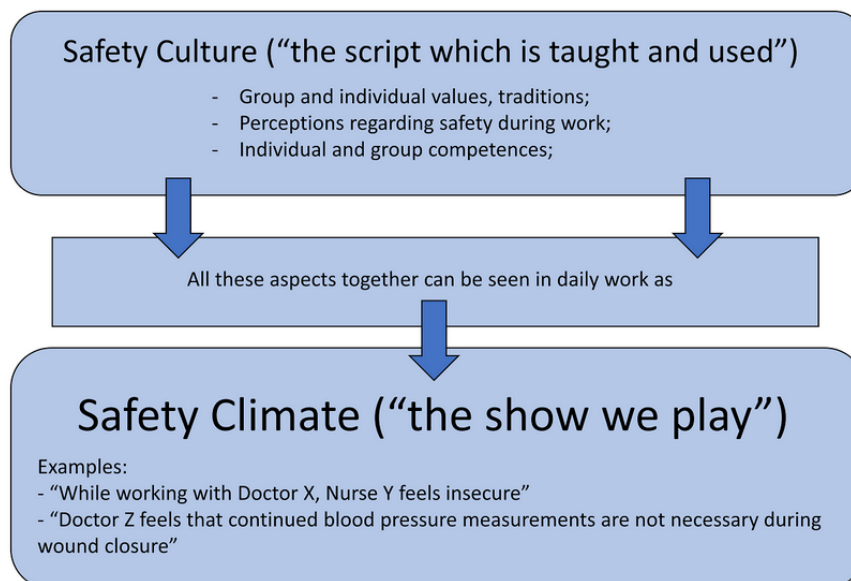 Safety Culture (“the script which is taught and used”)
- Group and individual values, traditions;
- Perceptions regarding safety during work;
- Individual and group competences;
All these aspects together can be seen in daily work as
Safety Climate (“the show we play”)
Examples:
- “While working with Doctor X, Nurse Y feels insecure”
- “Doctor Z feels that continued blood pressure measurements are not necessary during
wound closure”